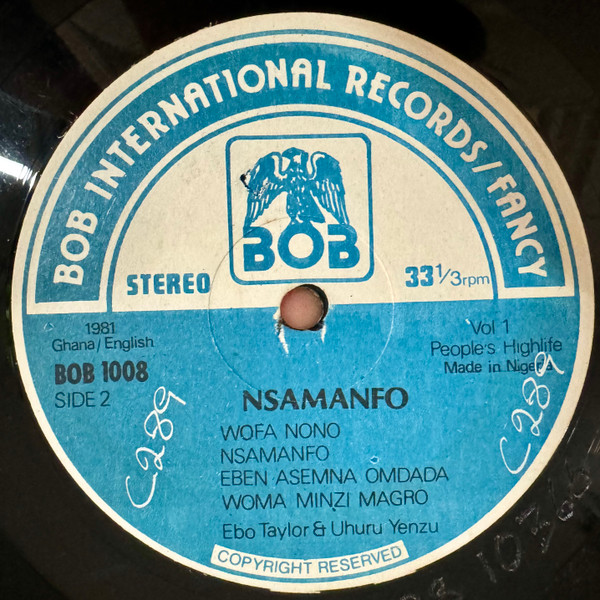 BOB INTERNATIONAL RECORDS/FANCY
BOB
STEREO
33 1/3rpm
1981
Ghana/English
BOB 1008
SIDE 2
Vol 1
People's Highlife
Made in Nigeria
C289
C289
NSAMANFO
WOFA NONO
NSAMANFO
EBEN ASEMNA OMDADA
WOMA MINZI MAGRO
Ebo Taylor & Uhuru Yenzu
COPYRIGHT RESERVED